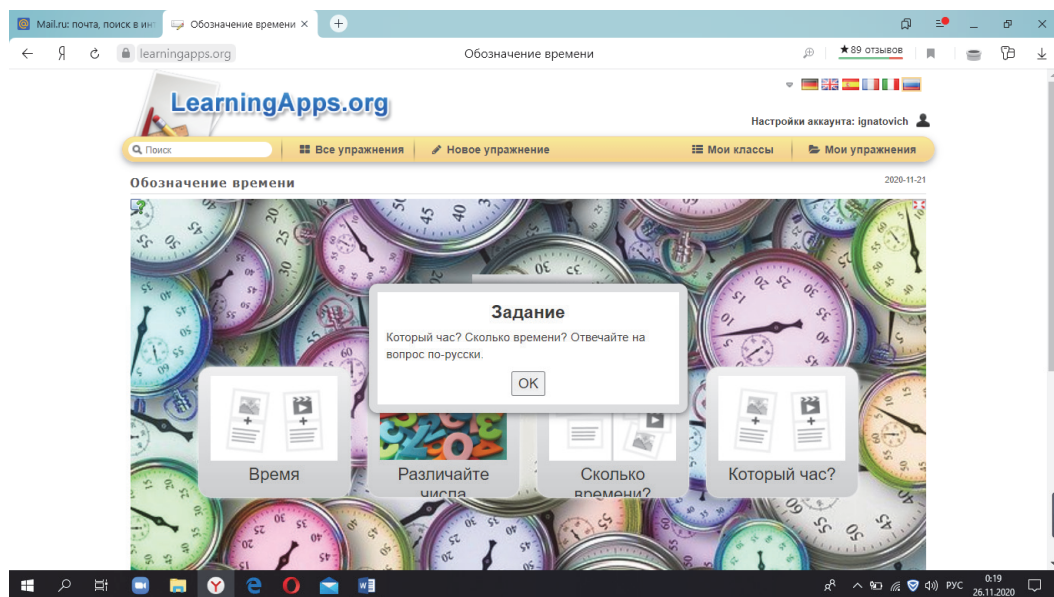 Mail.ru: почта, поиск в инт
Обозначение времени
learningapps.org
Обозначение времени
★89 отзывов
LearningApps.org
Настройки аккаунта: ignatovich
Поиск
Все упражнения
Новое упражнение
Мои классы
Мои упражнения
Обозначение времени
2020-11-21
Задание
Который час? Сколько времени? Отвечайте на
вопрос по-русски.
OK
Время
Различайте
числа
Сколько
времени?
Который час?
РУС
0:19
26.11.2020